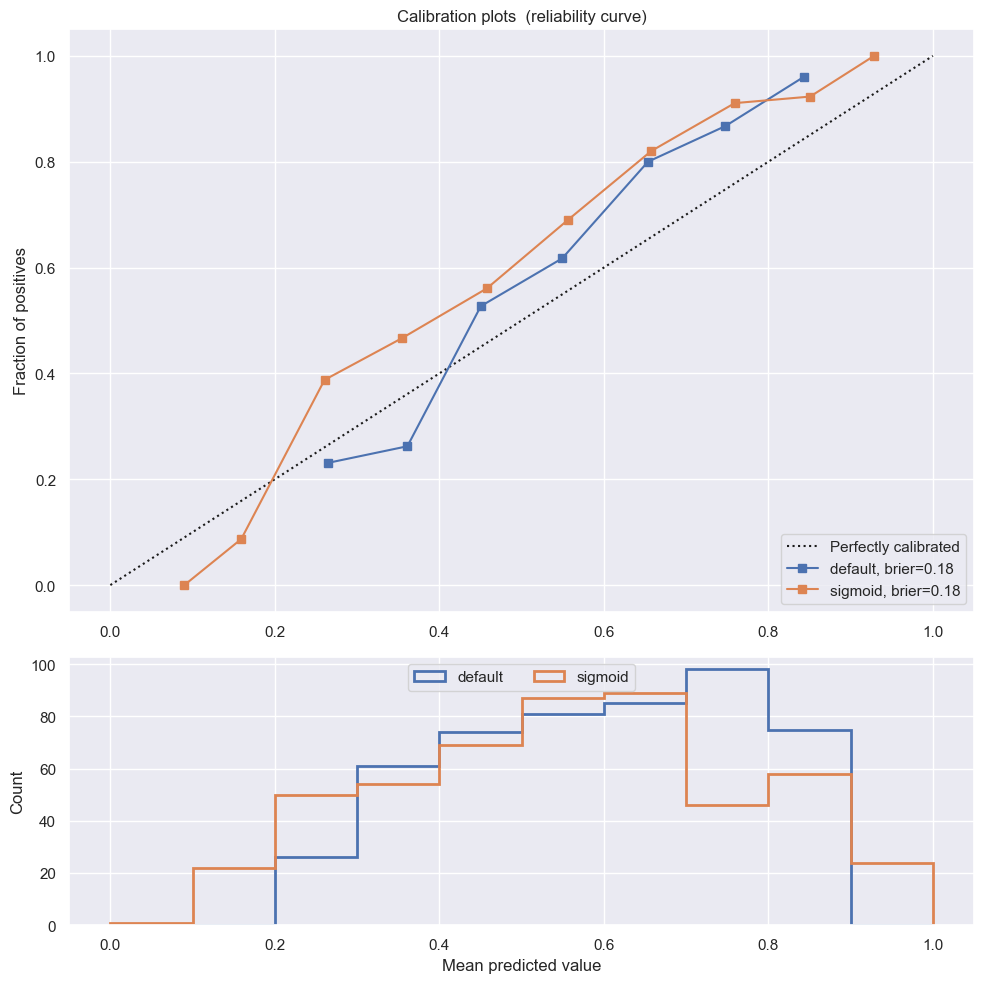 Calibration plots  (reliability curve)
Fraction of positives
1.0
0.8
0.6
0.4
0.2
0.0
Perfectly calibrated
default, brier=0.18
sigmoid, brier=0.18
0.0 0.2 0.4 0.6 0.8 1.0
default sigmoid
Count
100
80
60
40
20
0
0.0 0.2 0.4 0.6 0.8 1.0
Mean predicted value